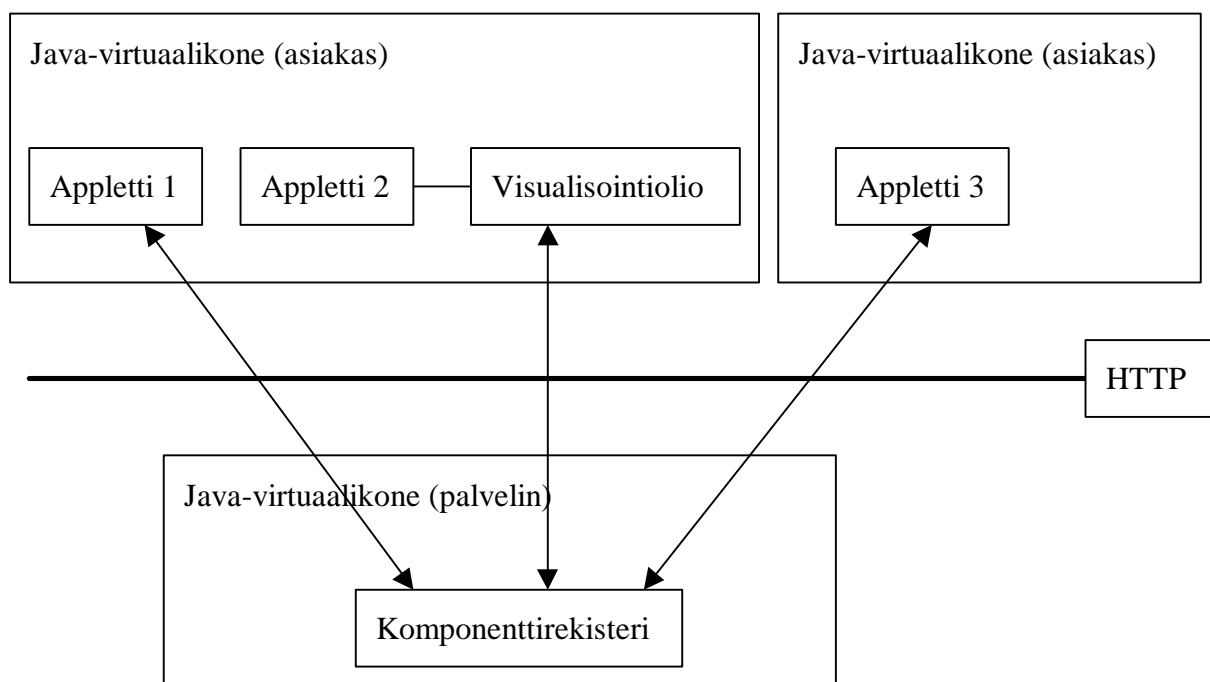 Java-virtuaalikone (asiakas)
Java-virtuaalikone (asiakas)
Appletti 1
Appletti 2
Visualisointiolio
Appletti 3
HTTP
Java-virtuaalikone (palvelin)
Komponenttirekisteri